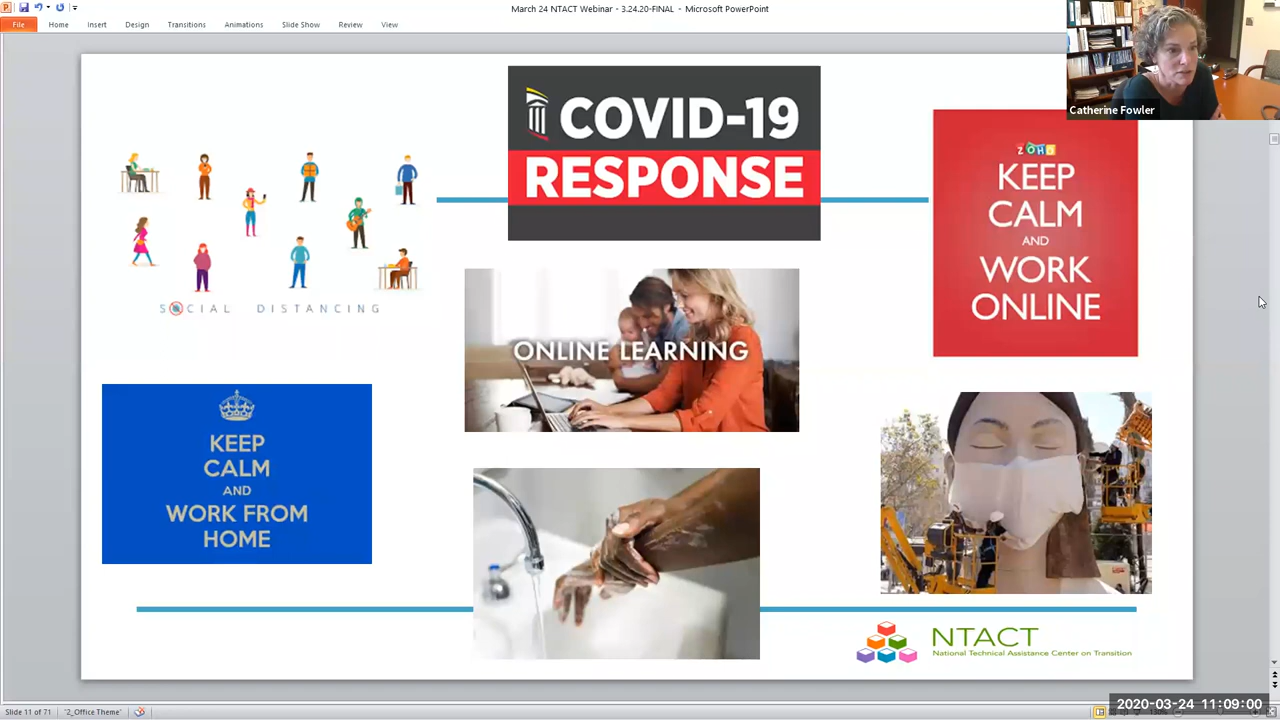 March 24 NTACT Webinar - 3.24.20-FINAL - Microsoft PowerPoint
File Home Insert Design Transitions Animations Slide Show Review View
Catherine Fowler
COVID-19
RESPONSE
ZOHO
KEEP
CALM
AND
WORK
ONLINE
SOCIAL DISTANCING
ONLINE LEARNING
KEEP
CALM
AND
WORK FROM
HOME
NTACT
National Technical Assistance Center on Transition
Slide 11 of 71 "2_Office Theme"
2020-03-24 11:09:00